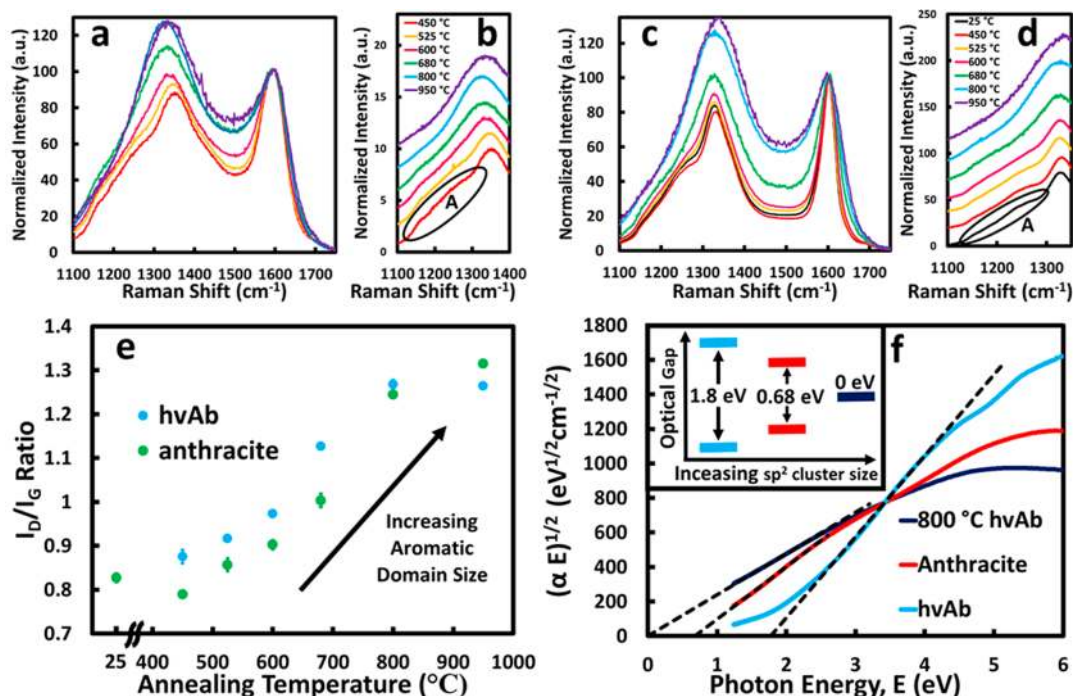 a
Normalized Intensity (a.u.)
120
100
80
60
40
20
0
1100 1200 1300 1400 1500 1600 1700
Raman Shift (cm-1)
b
Normalized Intensity (a.u.)
20
15
10
5
0
450 °C
525 °C
600 °C
680 °C
800 °C
950 °C
A
1100 1200 1300 1400
Raman Shift (cm-1)
c
Normalized Intensity (a.u.)
120
100
80
60
40
20
0
1100 1200 1300 1400 1500 1600 1700
Raman Shift (cm-1)
d
Normalized Intensity (a.u.)
250
200
150
100
50
0
25 °C
450 °C
525 °C
600 °C
680 °C
800 °C
950 °C
A
1100 1200 1300
Raman Shift (cm-1)
e
ID/IG Ratio
1.4
1.3
1.2
1.1
1
0.9
0.8
0.7
hvAb
anthracite
Increasing
Aromatic
Domain Size
25 400 500 600 700 800 900 1000
Annealing Temperature (°C)
f
(α E)1/2 (eV1/2cm-1/2)
1800
1600
1400
1200
1000
800
600
400
200
0
Optical Gap
1.8 eV
0.68 eV
0 eV
Inceasing sp2 cluster size
800 °C hvAb
Anthracite
hvAb
0 1 2 3 4 5 6
Photon Energy, E (eV)